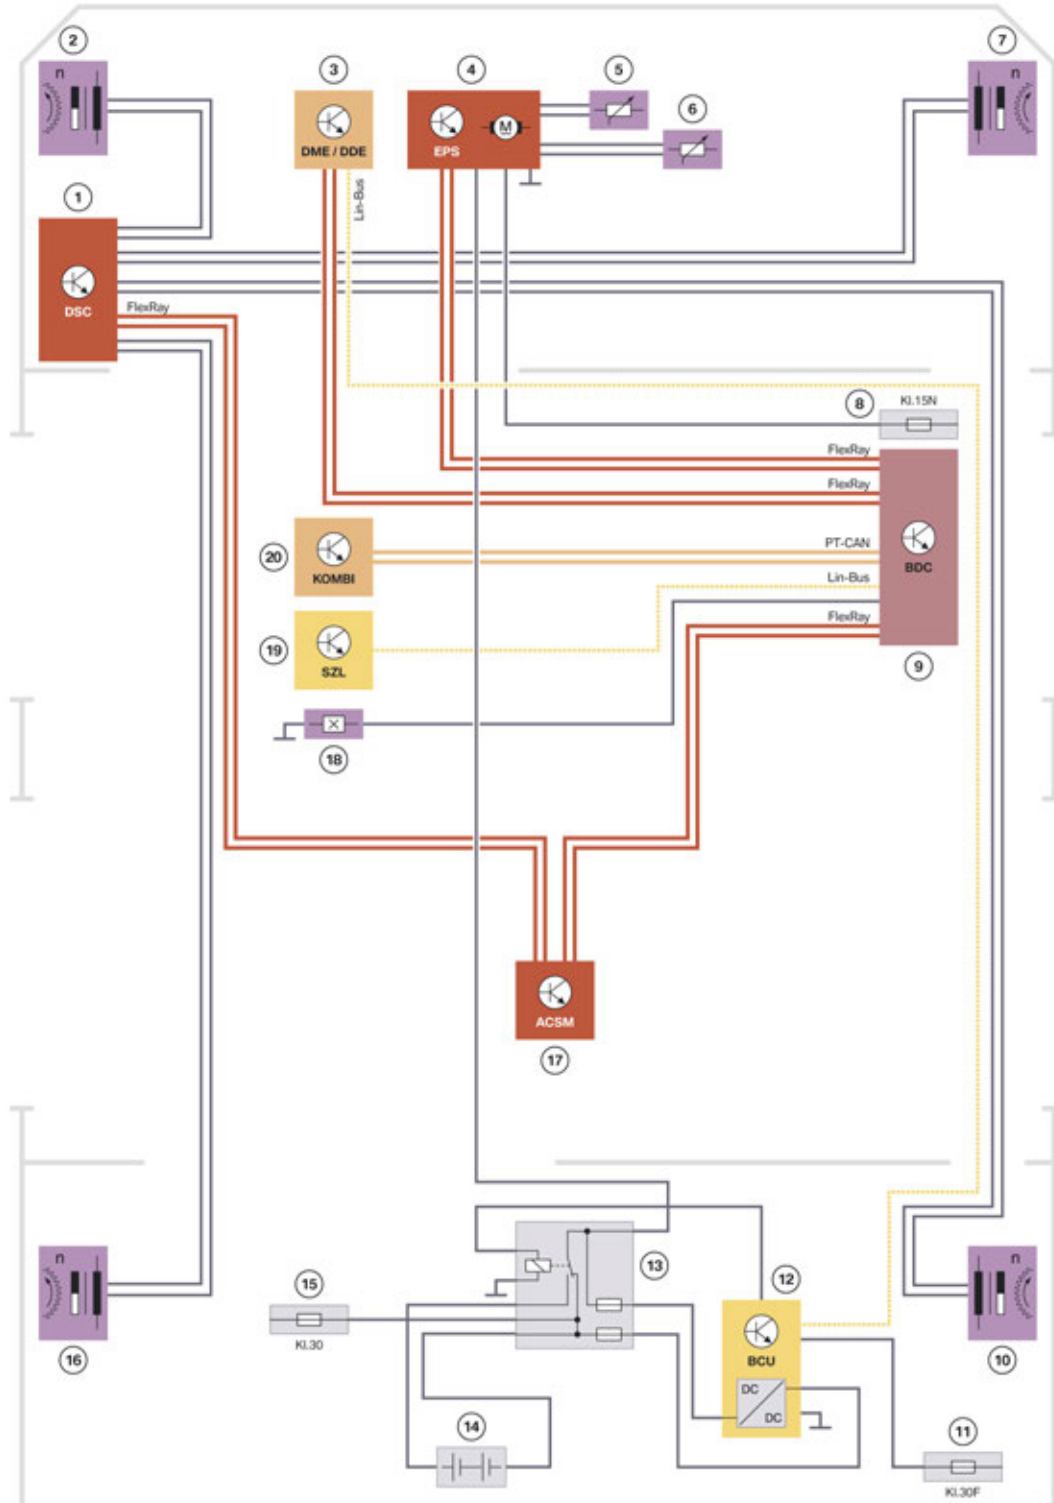 2
7
3
4
5
6
n
n
M
DME / DDE
EPS
Lin-Bus
1
DSC
FlexRay
8
Kl.15N
FlexRay
FlexRay
20
KOMBI
PT-CAN
BDC
Lin-Bus
FlexRay
19
SZL
9
18
ACSM
17
n
n
13
12
15
Kl.30
BCU
16
10
DC
DC
14
11
Kl.30F